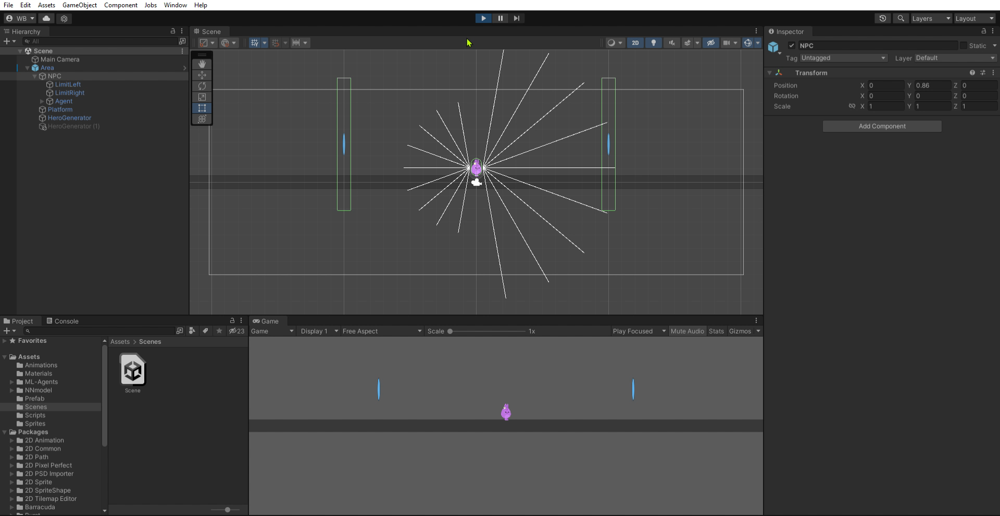 File Edit Assets GameObject Component Jobs Window Help
WB Layers Layout
Hierarchy
All
Scene
Main Camera
Area
NPC
LimitLeft
LimitRight
Agent
Platform
HeroGenerator
HeroGenerator (1)
Scene
2D
Inspector
NPC Static
Tag Untagged Layer Default
Transform
Position X 0 Y 0.86 Z 0
Rotation X 0 Y 0 Z 0
Scale X 1 Y 1 Z 1
Add Component
Project Console
23
Favorites
Assets
Animations
Materials
ML-Agents
NNmodel
Prefab
Scenes
Scripts
Sprites
Packages
2D Animation
2D Common
2D Path
2D Pixel Perfect
2D PSD Importer
2D Sprite
2D SpriteShape
2D Tilemap Editor
Barracuda
Assets > Scenes
Scene
Game
Game Display 1 Free Aspect Scale 1x Play Focused Mute Audio Stats Gizmos